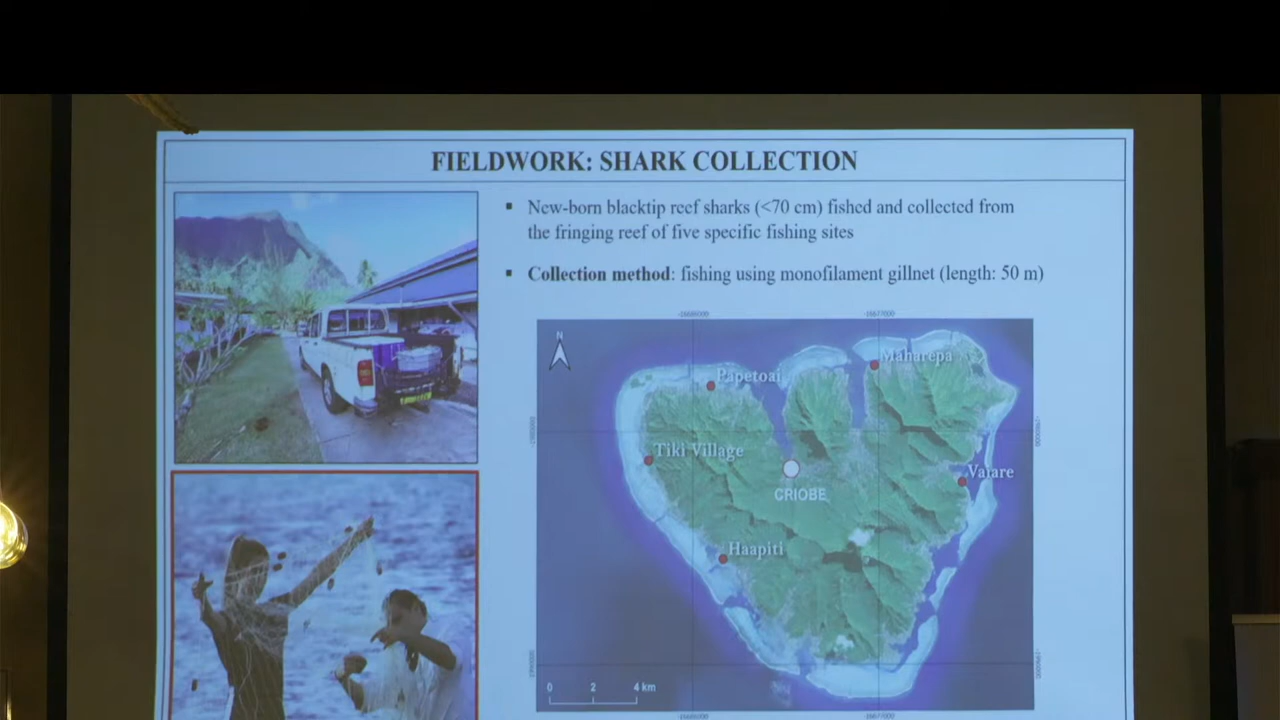 FIELDWORK: SHARK COLLECTION
▪ New-born blacktip reef sharks (<70 cm) fished and collected from
the fringing reef of five specific fishing sites
▪ Collection method: fishing using monofilament gillnet (length: 50 m)
N
Maharepa
Papetoai
Tiki Village
Vaiare
CRIOBE
Haapiti
0 2 4 km